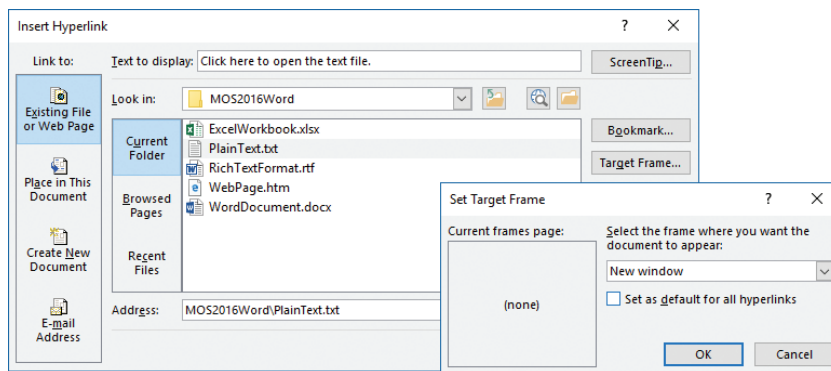 Insert Hyperlink ? X
Link to:
Text to display: Click here to open the text file.
ScreenTip...
Existing File
or Web Page
Place in This
Document
Create New
Document
E-mail
Address
Look in: MOS2016Word
Current
Folder
Browsed
Pages
Recent
Files
ExcelWorkbook.xlsx
PlainText.txt
RichTextFormat.rtf
WebPage.htm
WordDocument.docx
Bookmark...
Target Frame...
Address: MOS2016Word\PlainText.txt
Set Target Frame ? X
Current frames page:
(none)
Select the frame where you want the
document to appear:
New window
Set as default for all hyperlinks
OK
Cancel